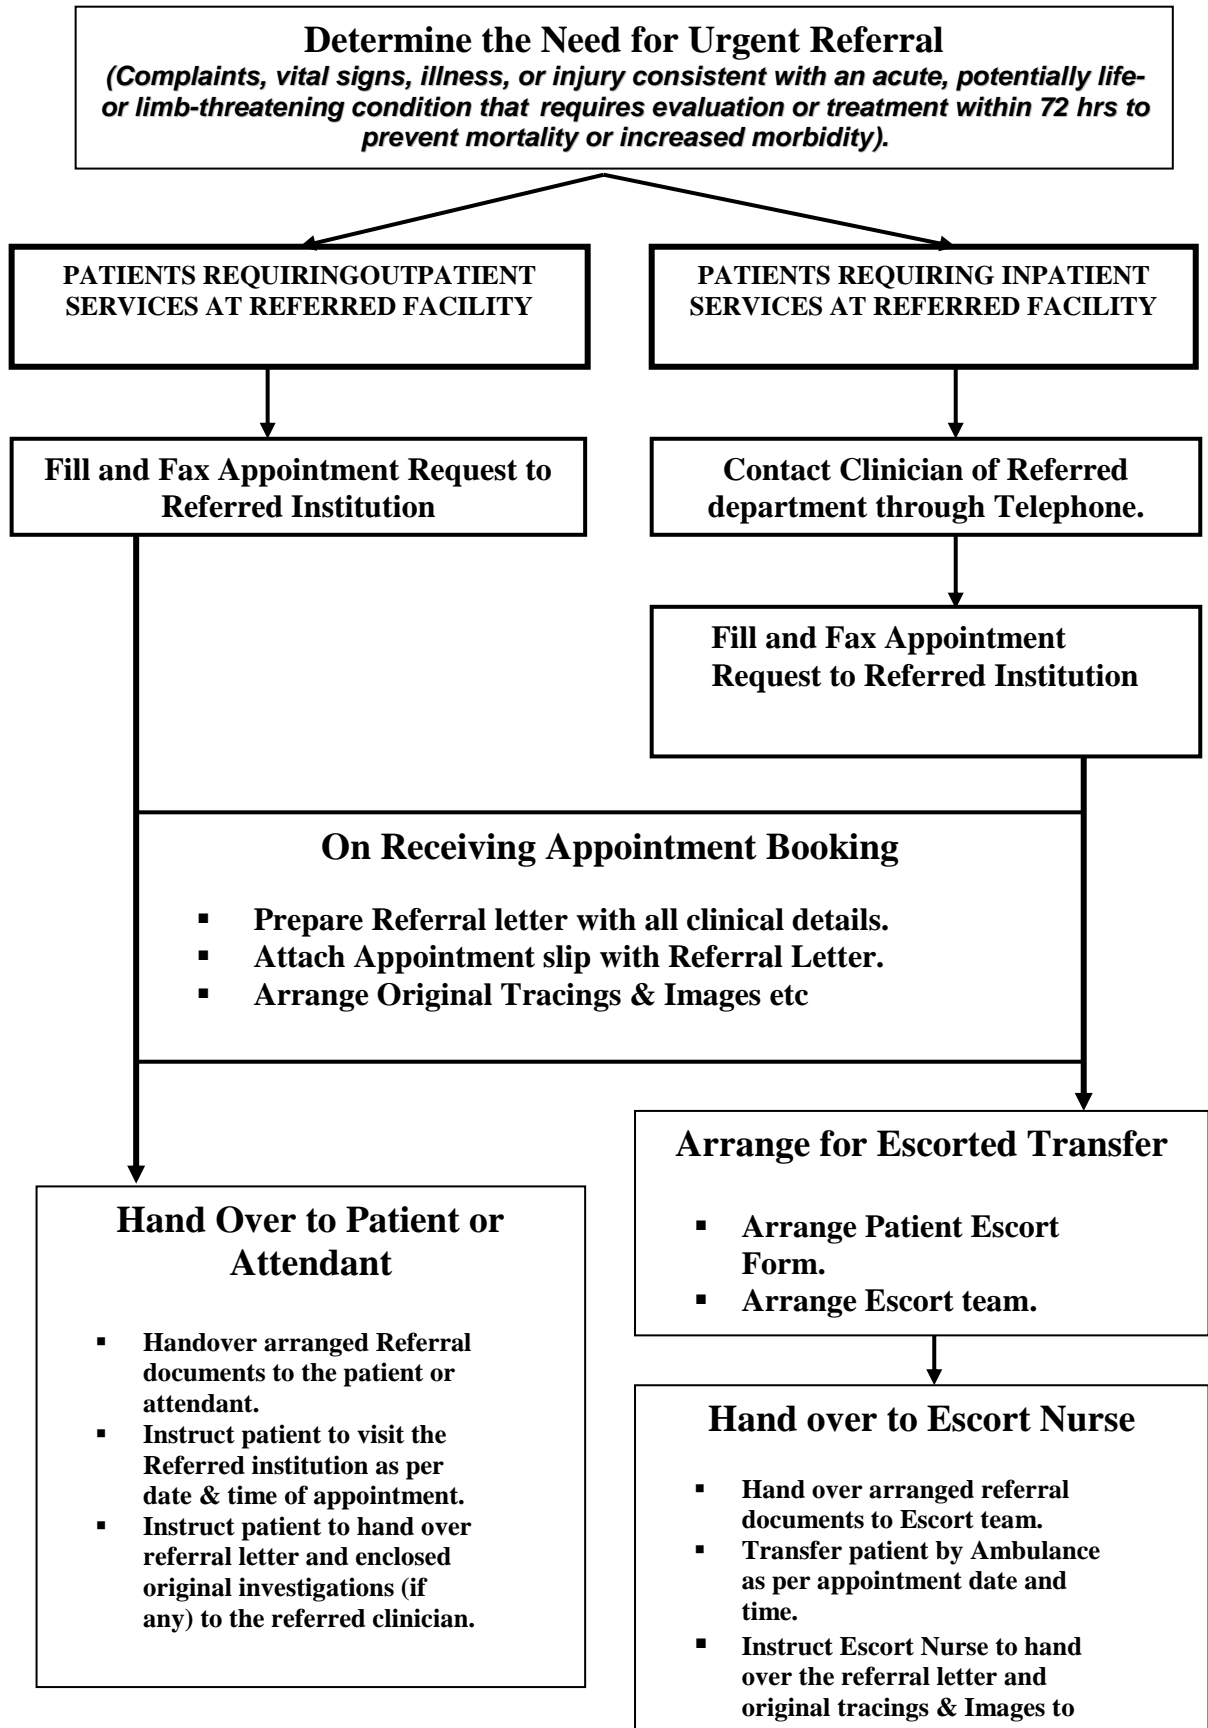 Determine the Need for Urgent Referral
(Complaints, vital signs, illness, or injury consistent with an acute, potentially life-
or limb-threatening condition that requires evaluation or treatment within 72 hrs to
prevent mortality or increased morbidity).
PATIENTS REQUIRINGOUTPATIENT
SERVICES AT REFERRED FACILITY
PATIENTS REQUIRING INPATIENT
SERVICES AT REFERRED FACILITY
Fill and Fax Appointment Request to
Referred Institution
Contact Clinician of Referred
department through Telephone.
Fill and Fax Appointment
Request to Referred Institution
On Receiving Appointment Booking
▪ Prepare Referral letter with all clinical details.
▪ Attach Appointment slip with Referral Letter.
▪ Arrange Original Tracings & Images etc
Hand Over to Patient or
Attendant
▪ Handover arranged Referral
documents to the patient or
attendant.
▪ Instruct patient to visit the
Referred institution as per
date & time of appointment.
▪ Instruct patient to hand over
referral letter and enclosed
original investigations (if
any) to the referred clinician.
Arrange for Escorted Transfer
▪ Arrange Patient Escort
Form.
▪ Arrange Escort team.
Hand over to Escort Nurse
▪ Hand over arranged referral
documents to Escort team.
▪ Transfer patient by Ambulance
as per appointment date and
time.
▪ Instruct Escort Nurse to hand
over the referral letter and
original tracings & Images to